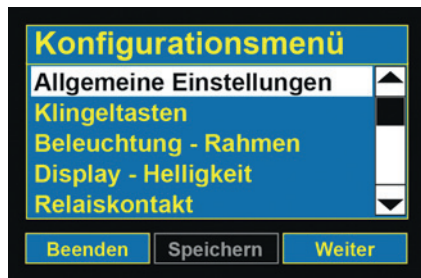 Konfigurationsmenü
Allgemeine Einstellungen
Klingeltasten
Beleuchtung - Rahmen
Display - Helligkeit
Relaiskontakt
Beenden Speichern Weiter